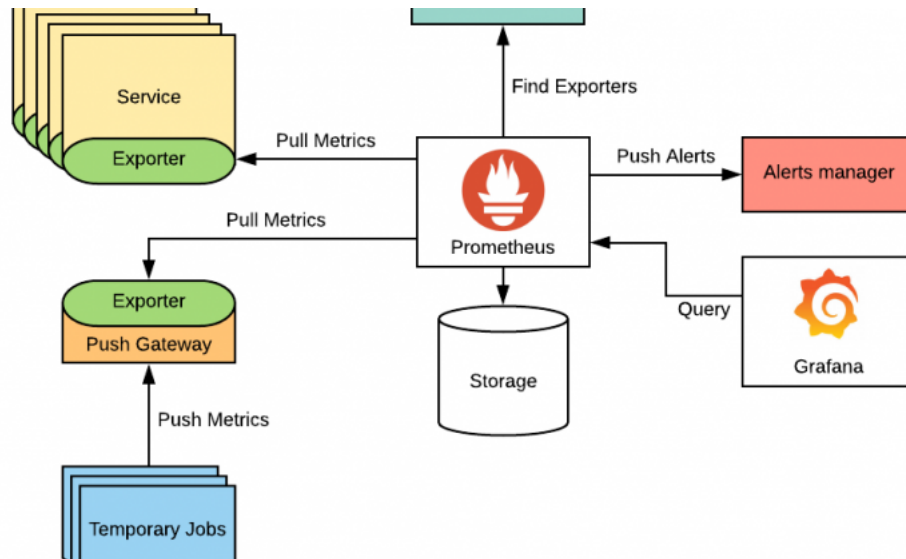 Service
Exporter
Pull Metrics
Find Exporters
Push Alerts
Alerts manager
Pull Metrics
Prometheus
Exporter
Push Gateway
Storage
Query
Grafana
Push Metrics
Temporary Jobs